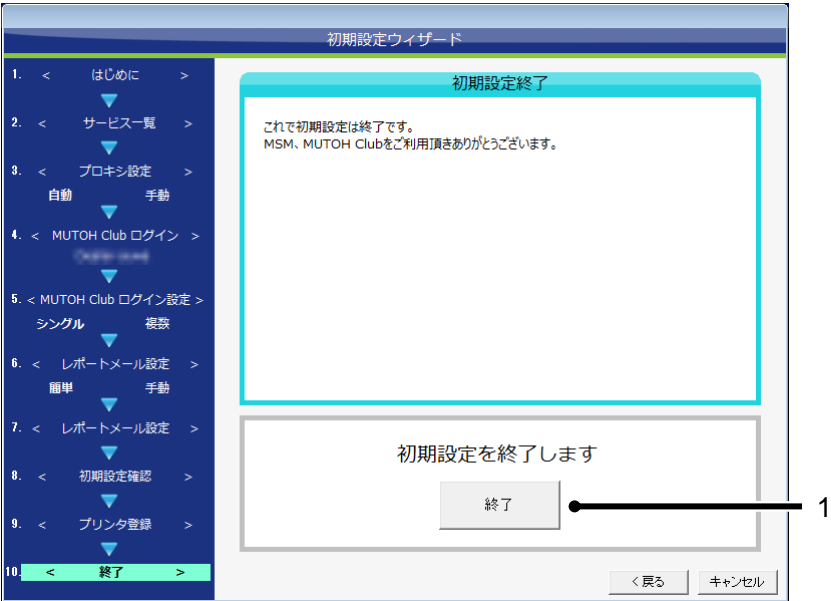 初期設定ウィザード
1. < はじめに >
2. < サービス一覧 >
3. < プロキシ設定 >
自動 手動
4. < MUTOH Club ログイン >
5. < MUTOH Club ログイン設定 >
シングル 複数
6. < レポートメール設定 >
簡単 手動
7. < レポートメール設定 >
8. < 初期設定確認 >
9. < プリンタ登録 >
10. < 終了 >
初期設定終了
これで初期設定は終了です。
MSM、MUTOH Clubをご利用頂きありがとうございます。
初期設定を終了します
終了
1
<戻る キャンセル